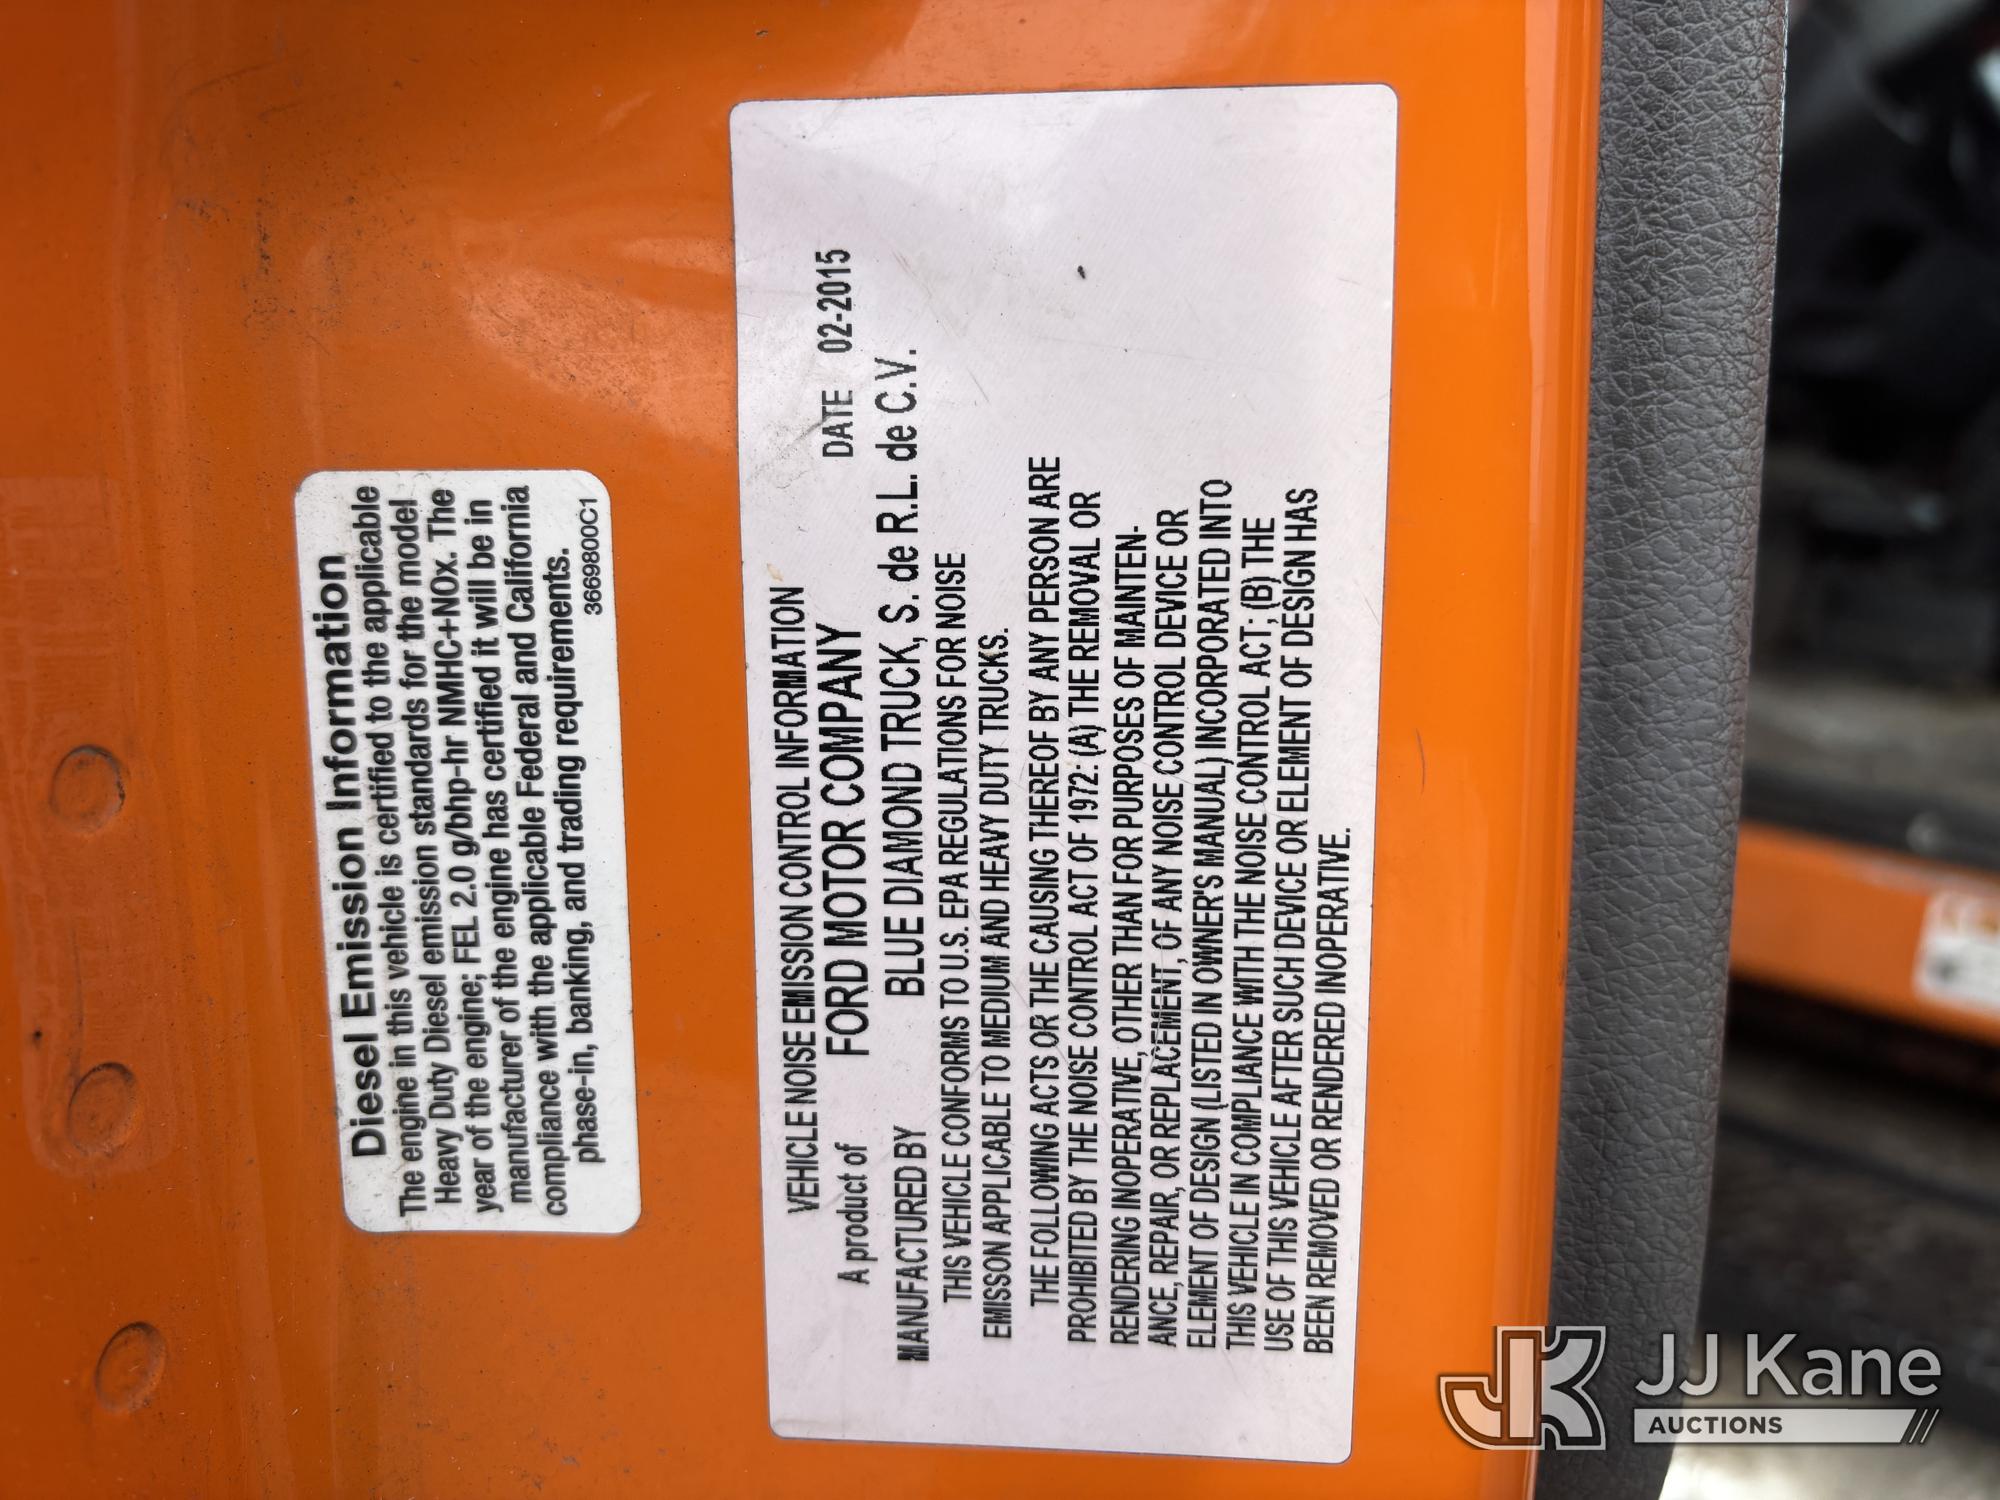 Diesel Emission Information
The engine in this vehicle is certified to the applicable
Heavy Duty Diesel emission standards for the model
year of the engine; FEL 2.0 g/bhp-hr NMHC+NOx. The
manufacturer of the engine has certified it will be in
compliance with the applicable Federal and California
phase-in, banking, and trading requirements.
3669800C1
VEHICLE NOISE EMISSION CONTROL INFORMATION
A product of FORD MOTOR COMPANY DATE 02-2015
MANUFACTURED BY BLUE DIAMOND TRUCK, S. de R.L. de C.V.
THIS VEHICLE CONFORMS TO U.S. EPA REGULATIONS FOR NOISE
EMISSON APPLICABLE TO MEDIUM AND HEAVY DUTY TRUCKS.
THE FOLLOWING ACTS OR THE CAUSING THEREOF BY ANY PERSON ARE
PROHIBITED BY THE NOISE CONTROL ACT OF 1972: (A) THE REMOVAL OR
RENDERING INOPERATIVE, OTHER THAN FOR PURPOSES OF MAINTEN-
ANCE, REPAIR, OR REPLACEMENT, OF ANY NOISE CONTROL DEVICE OR
ELEMENT OF DESIGN (LISTED IN OWNER'S MANUAL) INCORPORATED INTO
THIS VEHICLE IN COMPLIANCE WITH THE NOISE CONTROL ACT; (B) THE
USE OF THIS VEHICLE AFTER SUCH DEVICE OR ELEMENT OF DESIGN HAS
BEEN REMOVED OR RENDERED INOPERATIVE.
JK JJ Kane
AUCTIONS